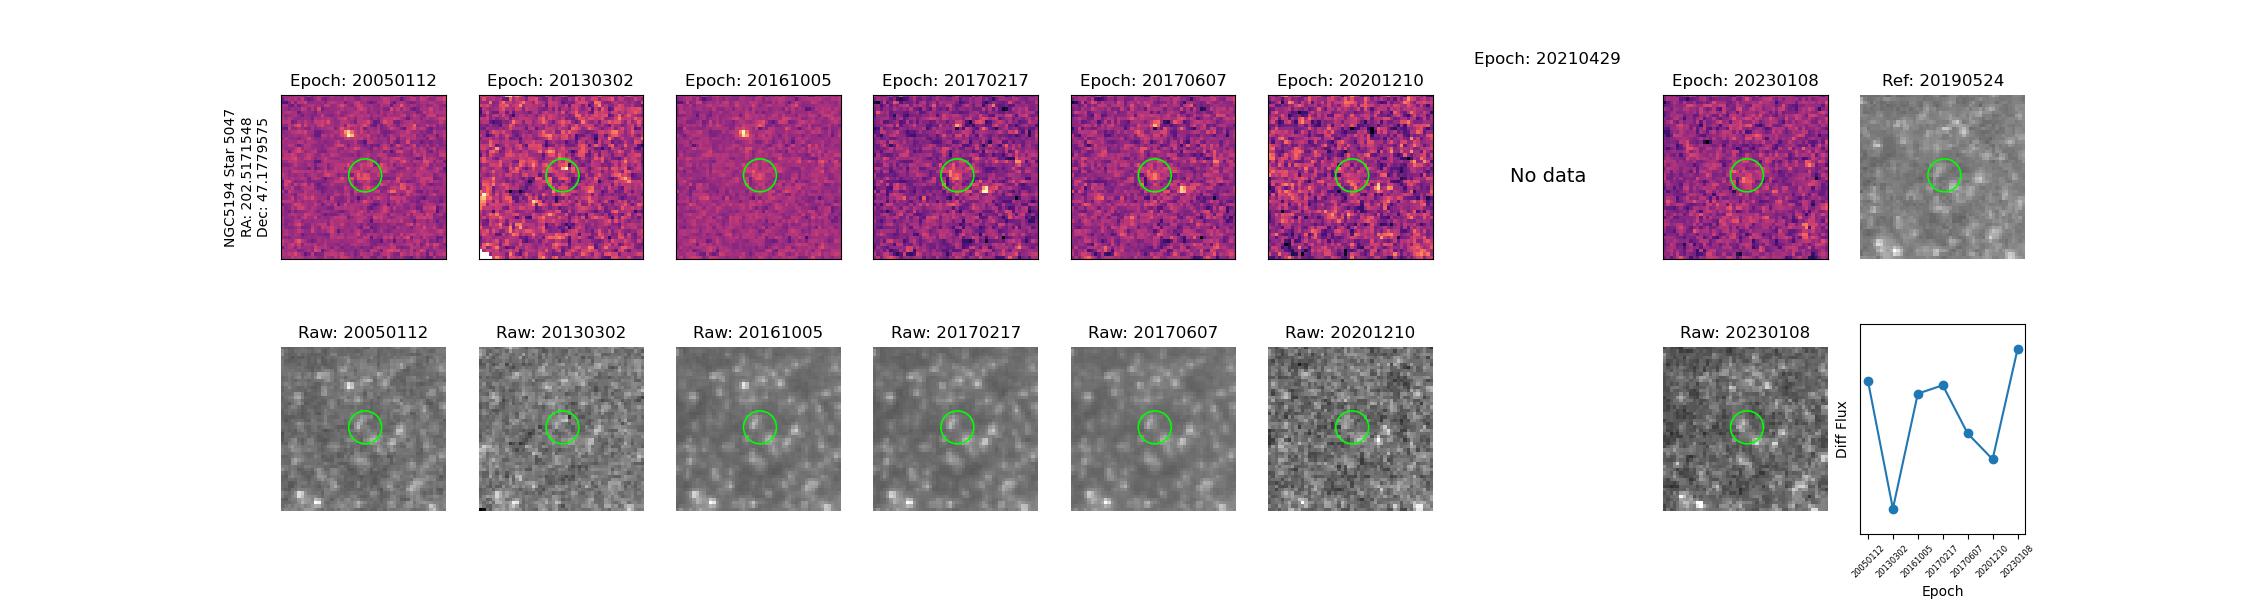 Epoch: 20050112
Epoch: 20130302
Epoch: 20161005
Epoch: 20170217
Epoch: 20170607
Epoch: 20201210
Epoch: 20210429
Epoch: 20230108
Ref: 20190524
NGC5194 Star 5047
RA: 202.5171548
Dec: 47.1779575
No data
Raw: 20050112
Raw: 20130302
Raw: 20161005
Raw: 20170217
Raw: 20170607
Raw: 20201210
Raw: 20230108
Diff Flux
20050112
20130302
20161005
20170217
20170607
20201210
20230108
Epoch